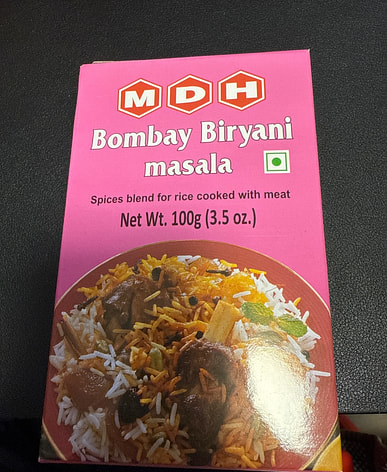 MDH
Bombay Biryani
masala
Spices blend for rice cooked with meat
Net Wt. 100g (3.5 oz.)